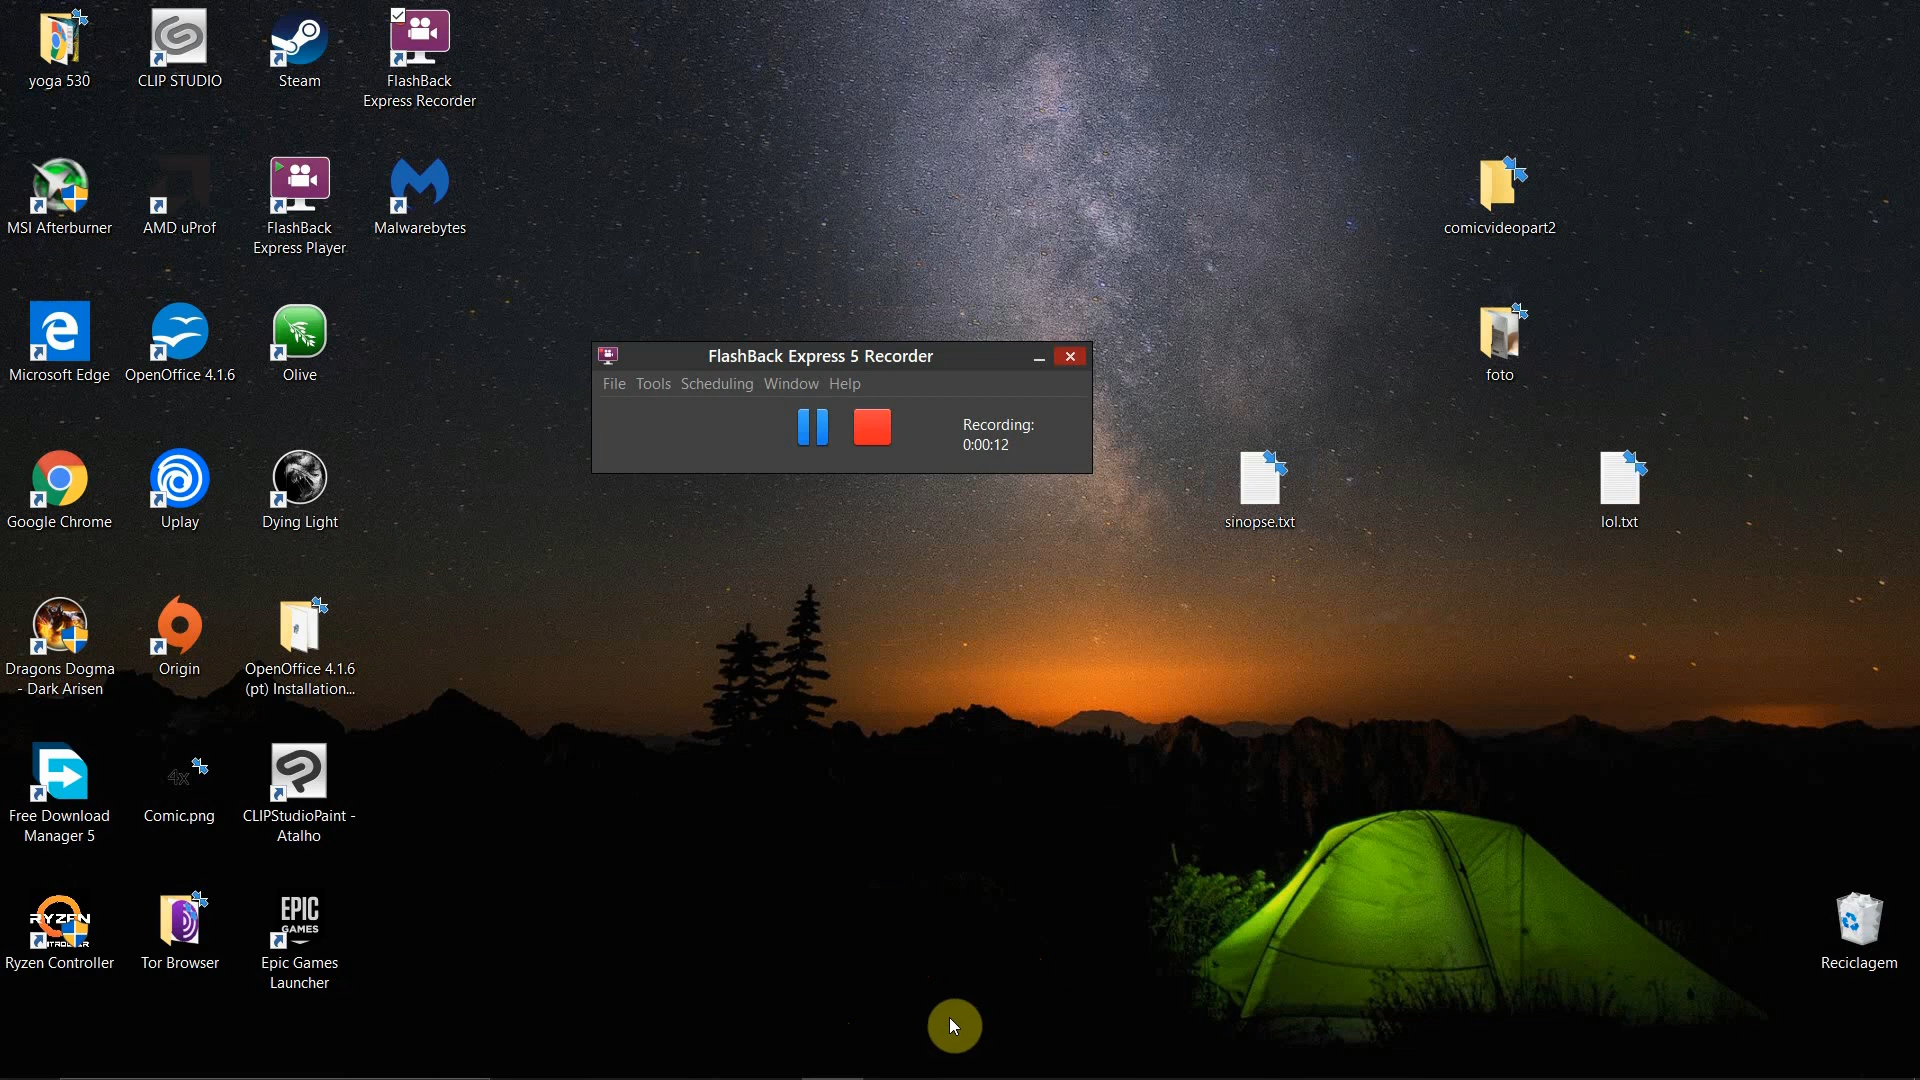 yoga 530
CLIP STUDIO
Steam
FlashBack
Express Recorder
MSI Afterburner
AMD uProf
FlashBack
Express Player
Malwarebytes
comicvideopart2
Microsoft Edge
OpenOffice 4.1.6
Olive
foto
FlashBack Express 5 Recorder
File Tools Scheduling Window Help
Recording:
0:00:12
Google Chrome
Uplay
Dying Light
sinopse.txt
lol.txt
Dragons Dogma
- Dark Arisen
Origin
OpenOffice 4.1.6
(pt) Installation...
Free Download
Manager 5
4x
Comic.png
CLIPStudioPaint -
Atalho
RYZEN
Ryzen Controller
Tor Browser
EPIC
GAMES
Epic Games
Launcher
Reciclagem